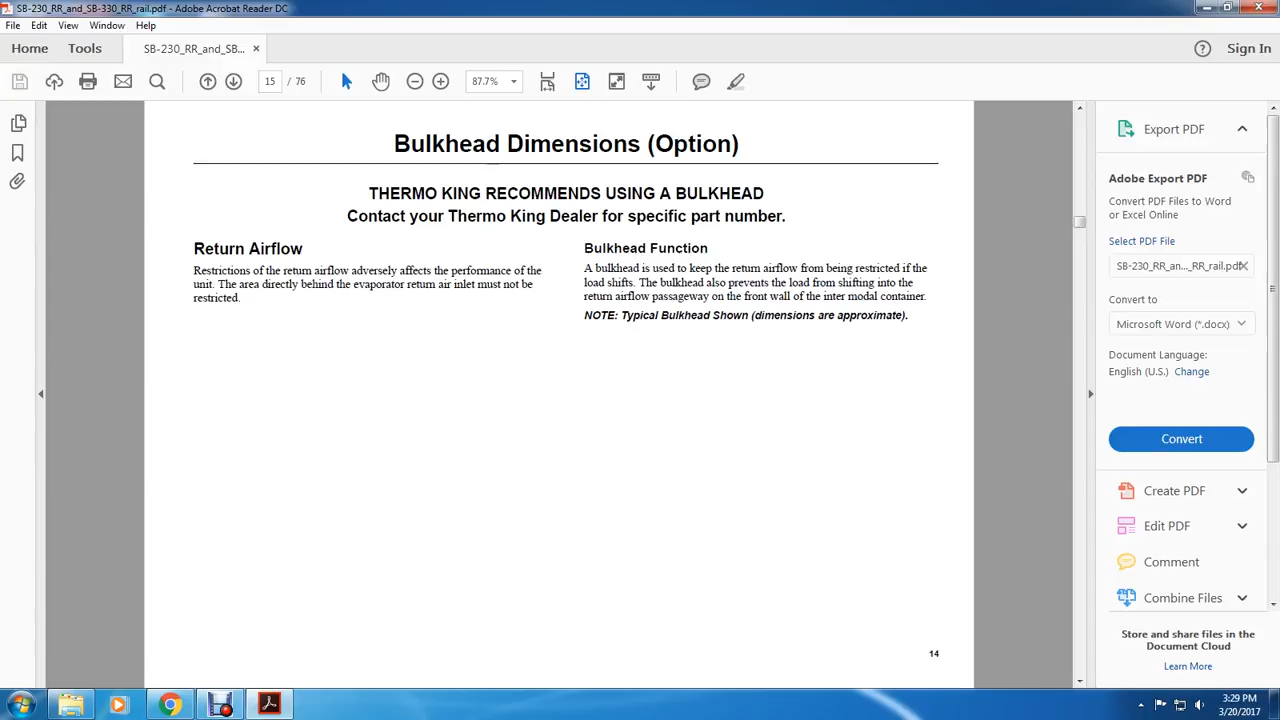 SB-230_RR_and_SB-330_RR_rail.pdf - Adobe Acrobat Reader DC
File Edit View Window Help
Home Tools SB-230_RR_and_SB... × Sign In
15 / 76 87.7%
Bulkhead Dimensions (Option)
THERMO KING RECOMMENDS USING A BULKHEAD
Contact your Thermo King Dealer for specific part number.
Return Airflow
Restrictions of the return airflow adversely affects the performance of the
unit. The area directly behind the evaporator return air inlet must not be
restricted.
Bulkhead Function
A bulkhead is used to keep the return airflow from being restricted if the
load shifts. The bulkhead also prevents the load from shifting into the
return airflow passageway on the front wall of the inter modal container.
NOTE: Typical Bulkhead Shown (dimensions are approximate).
14
Export PDF
Adobe Export PDF
Convert PDF Files to Word
or Excel Online
Select PDF File
SB-230_RR_an..._RR_rail.pdf
Convert to
Microsoft Word (*.docx)
Document Language:
English (U.S.) Change
Convert
Create PDF
Edit PDF
Comment
Combine Files
Store and share files in the
Document Cloud
Learn More
3:29 PM
3/20/2017